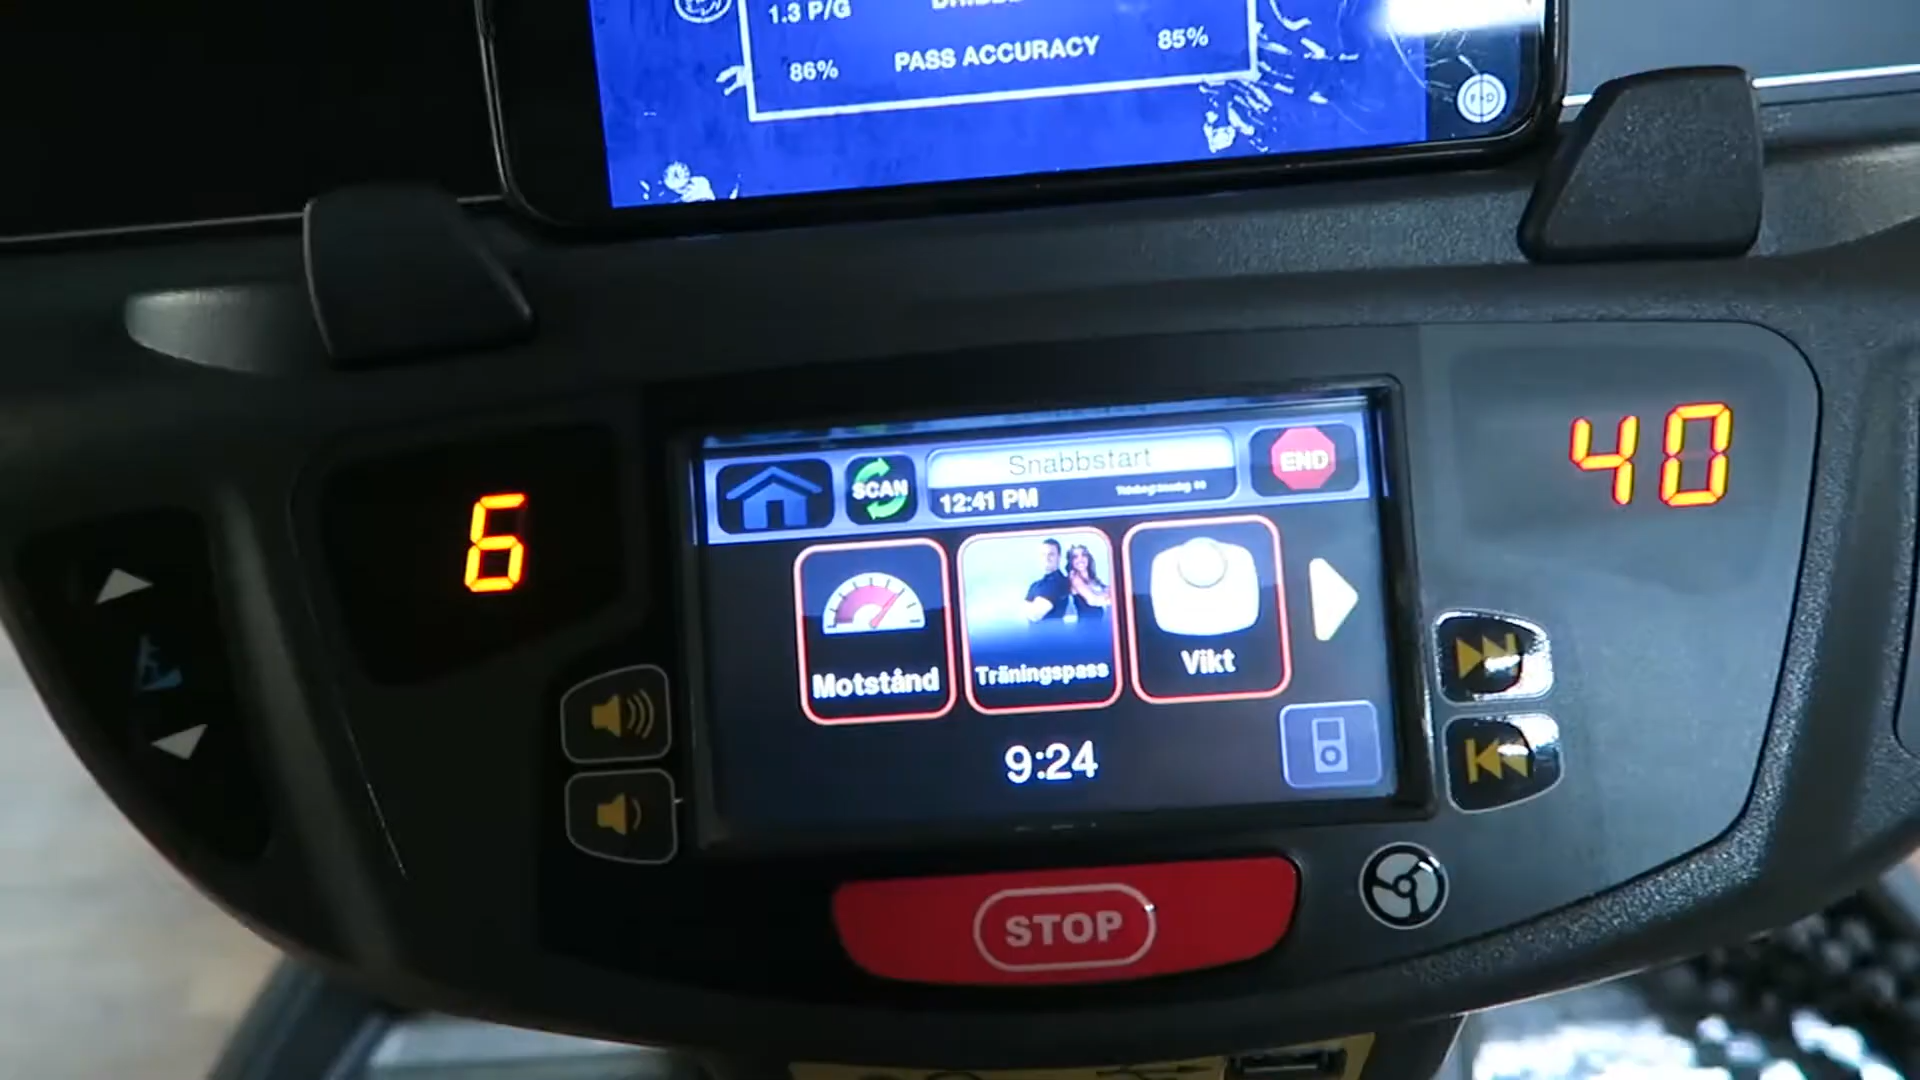 1.3 P/G
86% PASS ACCURACY 85%
6
40
SCAN
Snabbstart
12:41 PM
END
Motstånd
Träningspass
Vikt
9:24
STOP